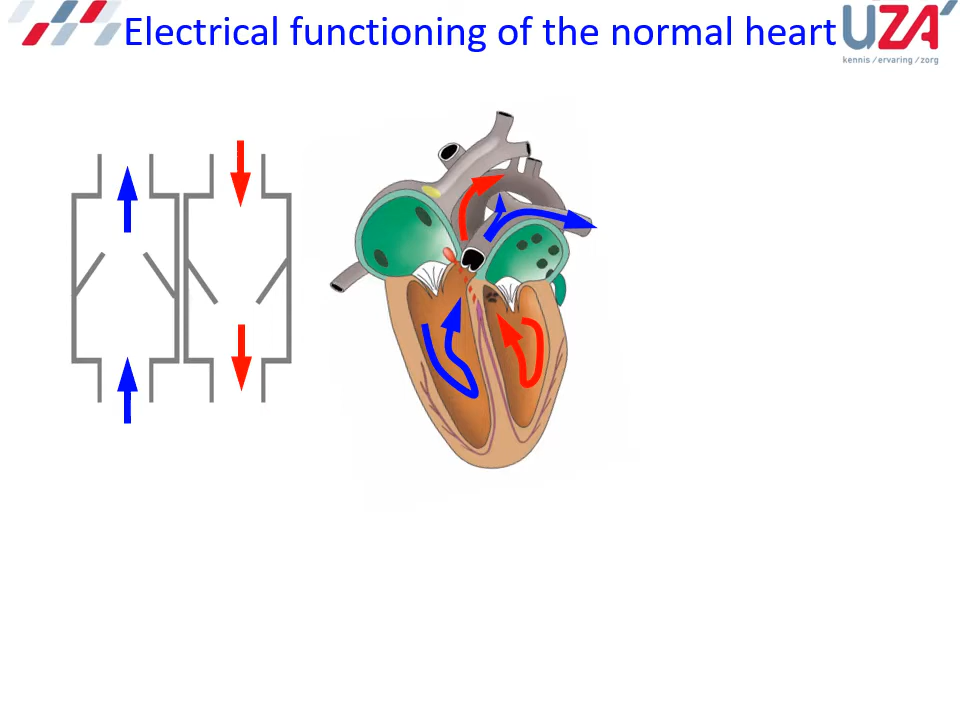 Electrical functioning of the normal heart
UZA'
kennis / ervaring / zorg